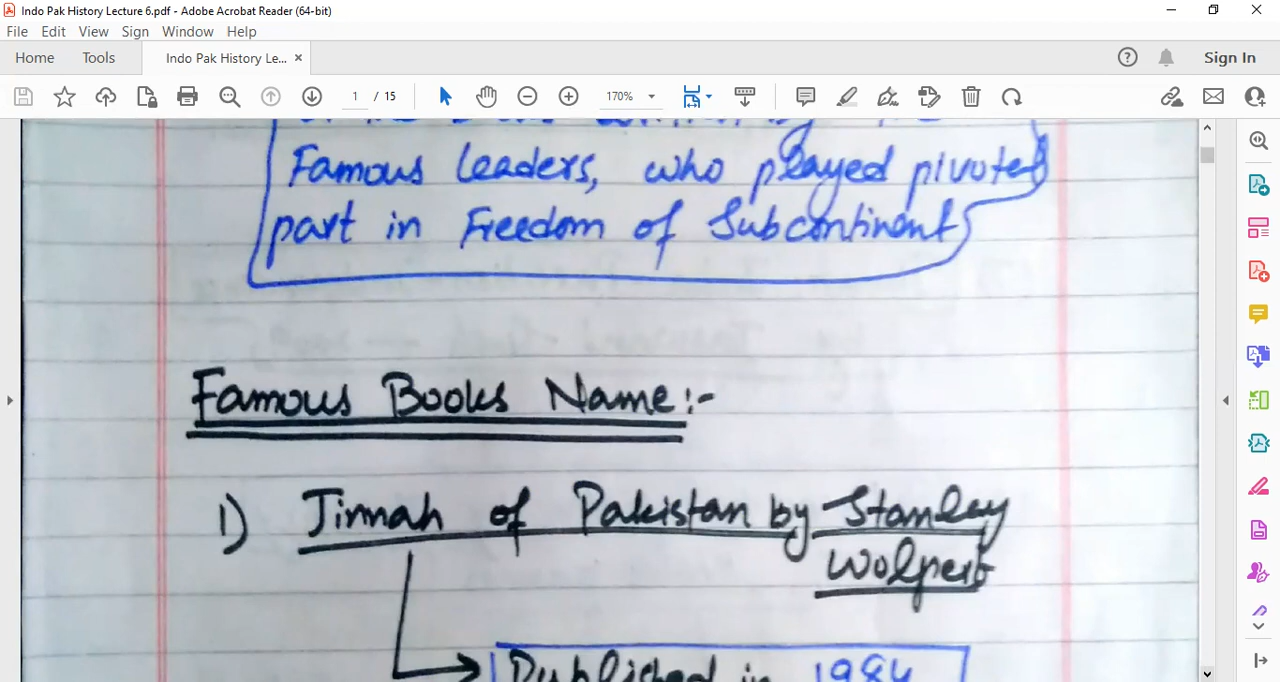 Indo Pak History Lecture 6.pdf - Adobe Acrobat Reader (64-bit)
File Edit View Sign Window Help
Home Tools Indo Pak History Le... × Sign In
1 / 15 170%
Famous leaders, who played pivotel
part in Freedom of Subcontinent
Famous Books Name:-
1) Jinnah of Pakistan by Stanley
Wolpert
Published in 1984